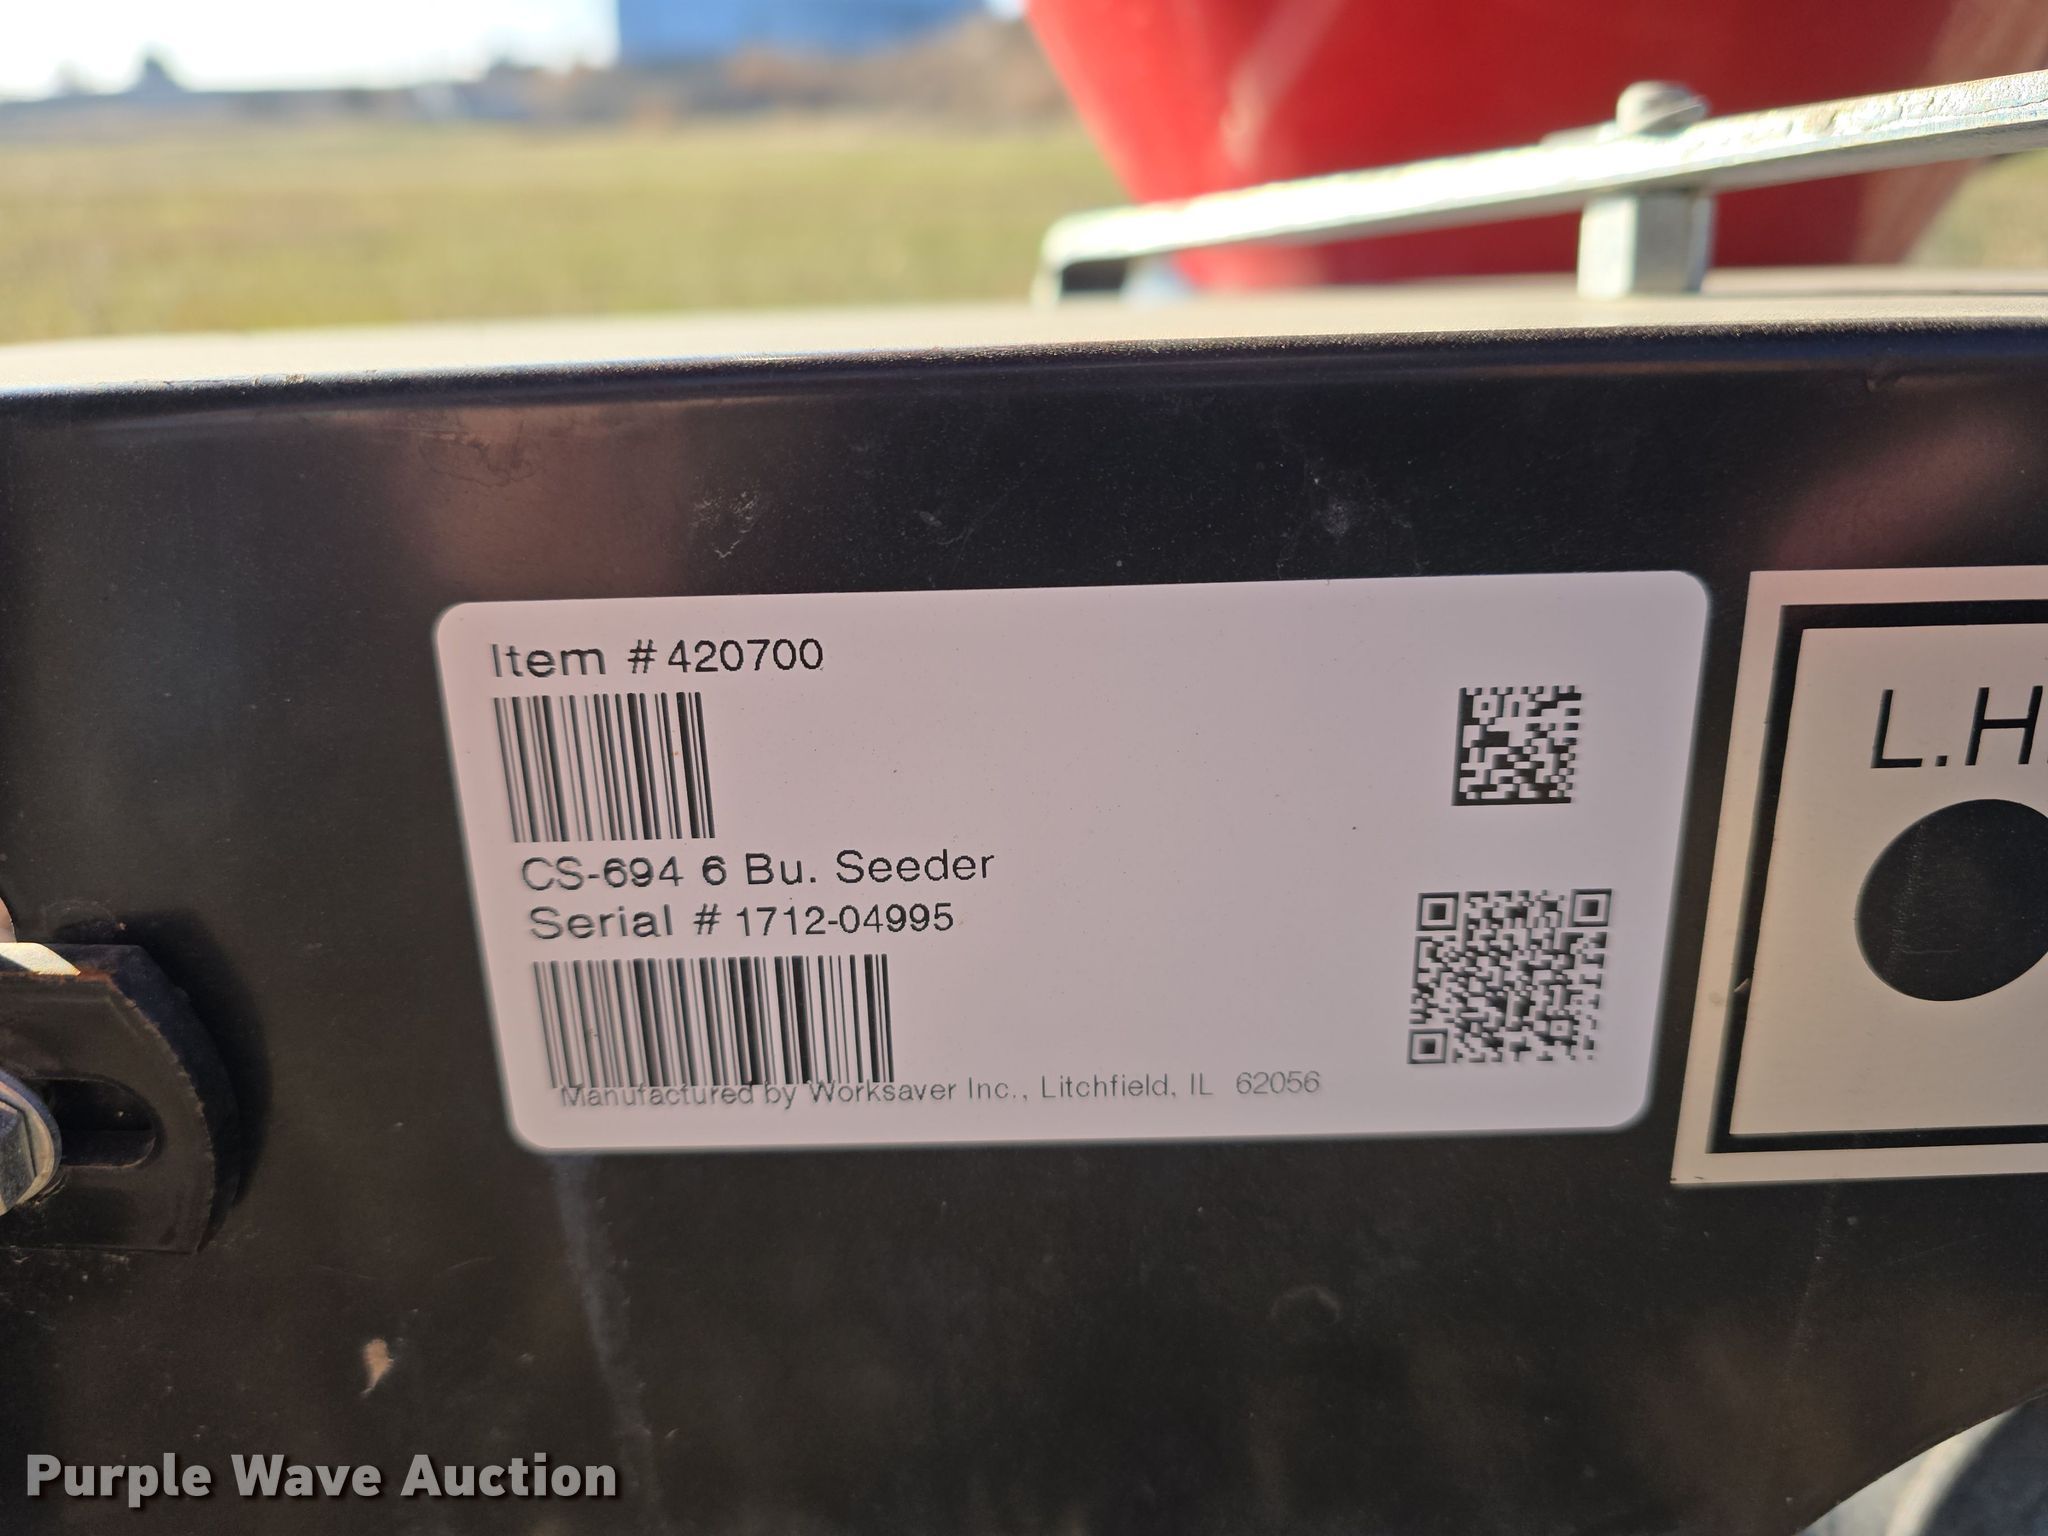 Item # 420700
CS-694 6 Bu. Seeder
Serial # 1712-04995
Manufactured by Worksaver Inc., Litchfield, IL 62056
L.H.
Purple Wave Auction